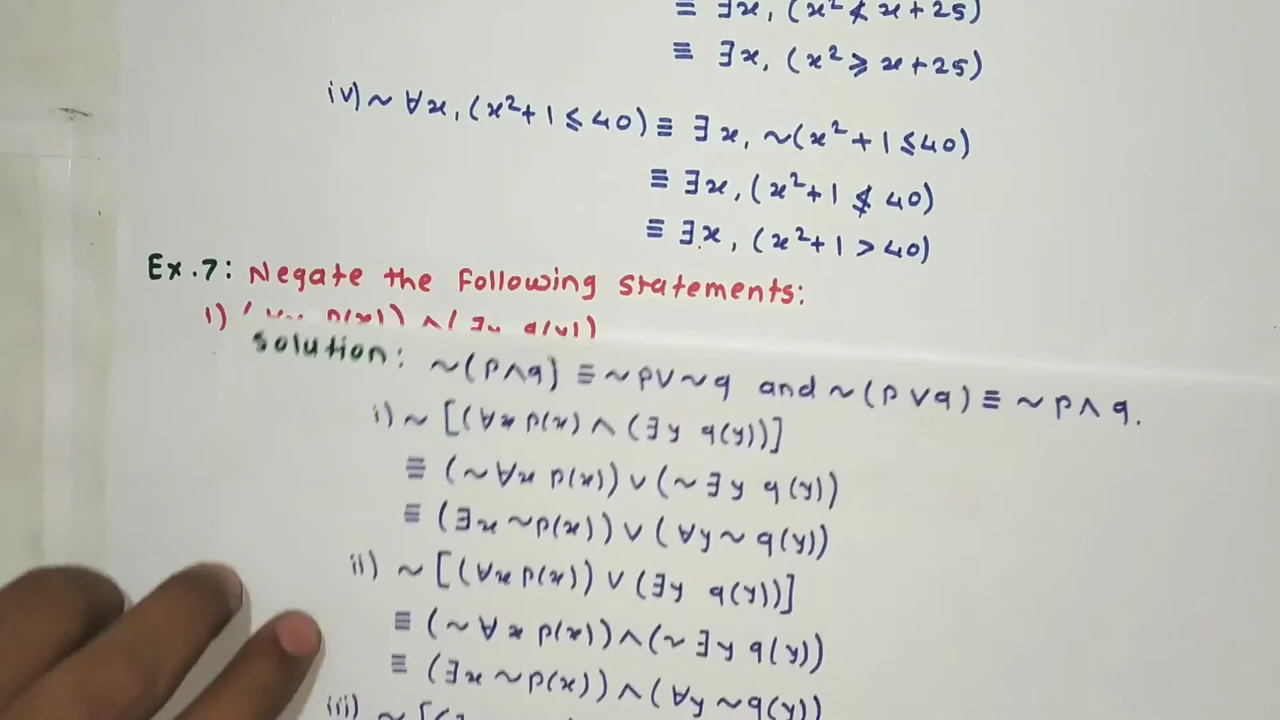 ≡ ∃x, (x² ≮ x+25)
≡ ∃x, (x² ⩾ x+25)
iv) ~ ∀x, (x²+1 ⩽ 40) ≡ ∃x, ~(x²+1 ⩽ 40)
≡ ∃x, (x²+1 ≰ 40)
≡ ∃x, (x²+1 > 40)
Ex.7: Negate the following statements:
i) (∀x p(x)) ∧ (∃y q(y))
Solution: ~(p∧q) ≡ ~p∨~q and ~(p∨q) ≡ ~p∧q.
i) ~ [(∀x p(x) ∧ (∃y q(y))]
≡ (~∀x p(x)) ∨ (~∃y q(y))
≡ (∃x ~p(x)) ∨ (∀y ~ q(y))
ii) ~ [(∀x p(x)) ∨ (∃y q(y))]
≡ (~∀x p(x)) ∧ (~∃y q(y))
≡ (∃x ~p(x)) ∧ (∀y ~q(y))
iii) ~ [(∃